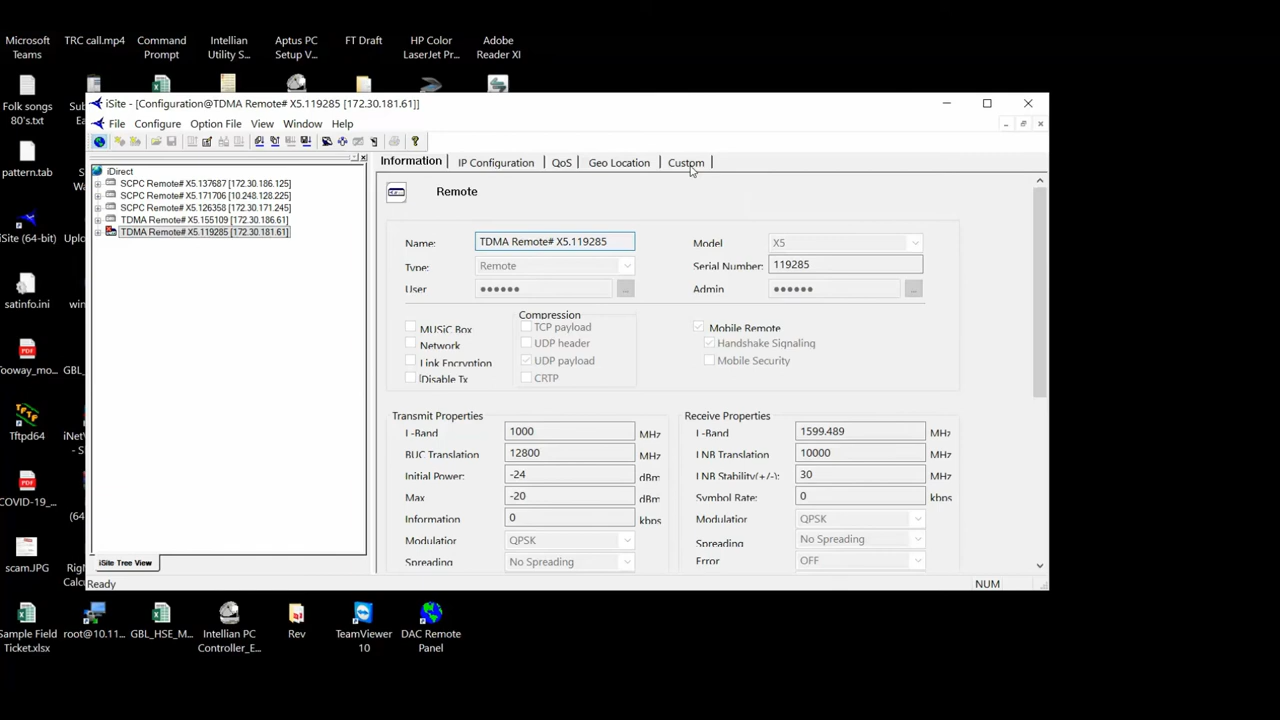 Microsoft Teams
TRC call.mp4
Command Prompt
Intellian Utility S...
Aptus PC Setup V...
FT Draft
HP Color LaserJet Pr...
Adobe Reader XI
Folk songs 80's.txt
pattern.tab
iSite (64-bit)
satinfo.ini
Tooway_mo...
Tftpd64
COVID-19_...
scam.JPG
iSite - [Configuration@TDMA Remote# X5.119285 [172.30.181.61]]
File Configure Option File View Window Help
iDirect
SCPC Remote# X5.137687 [172.30.186.125]
SCPC Remote# X5.171706 [10.248.128.225]
SCPC Remote# X5.126358 [172.30.171.245]
TDMA Remote# X5.155109 [172.30.186.61]
TDMA Remote# X5.119285 [172.30.181.61]
iSite Tree View
Information IP Configuration QoS Geo Location Custom
Remote
Name: TDMA Remote# X5.119285 Model X5
Type: Remote Serial Number: 119285
User •••••• ... Admin •••••• ...
Compression
MUSiC Box TCP payload Mobile Remote
Network UDP header Handshake Signaling
Link Encryption UDP payload Mobile Security
Disable Tx CRTP
Transmit Properties Receive Properties
L-Band 1000 MHz L-Band 1599.489 MHz
BUC Translation 12800 MHz LNB Translation 10000 MHz
Initial Power: -24 dBm LNB Stability(+/-): 30 MHz
Max -20 dBm Symbol Rate: 0 kbps
Information 0 kbps Modulation QPSK
Modulation QPSK Spreading No Spreading
Spreading No Spreading Error OFF
Ready NUM
Sample Field Ticket.xlsx
root@10.11...
GBL_HSE_M...
Intellian PC Controller_E...
Rev
TeamViewer 10
DAC Remote Panel